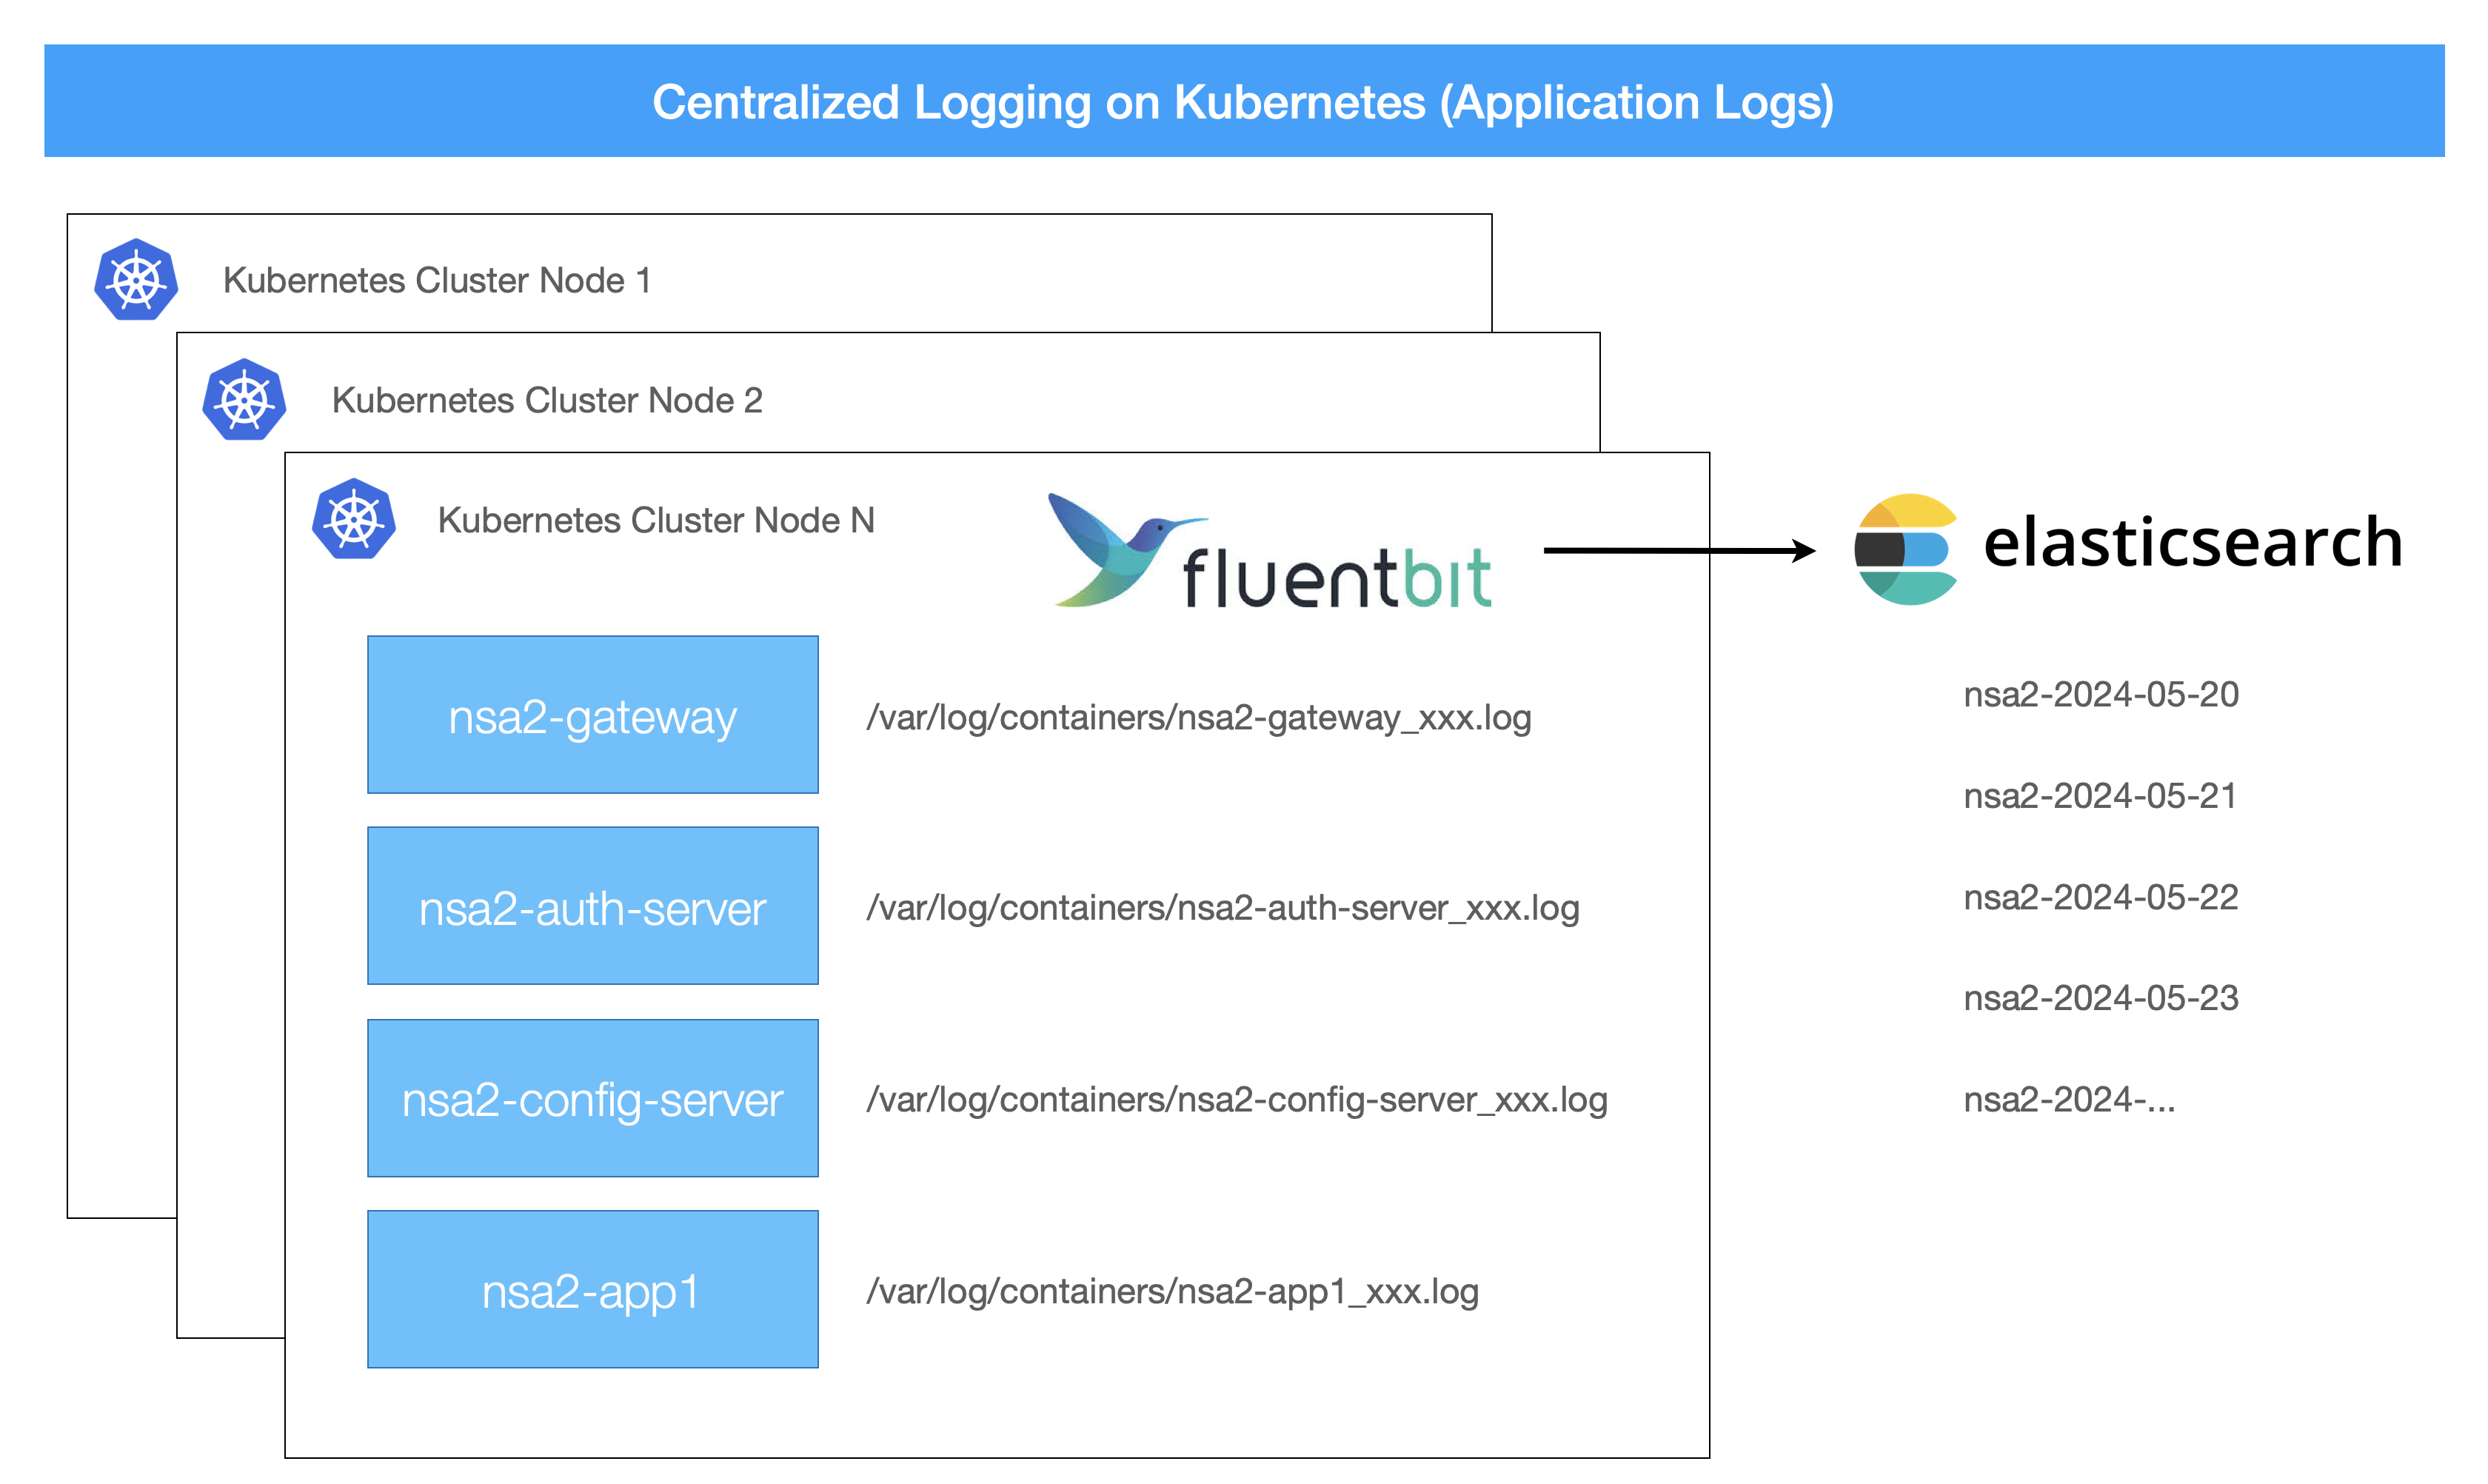 Centralized Logging on Kubernetes (Application Logs)
Kubernetes Cluster Node 1
Kubernetes Cluster Node 2
Kubernetes Cluster Node N
fluentbit
elasticsearch
nsa2-gateway
/var/log/containers/nsa2-gateway_xxx.log
nsa2-auth-server
/var/log/containers/nsa2-auth-server_xxx.log
nsa2-config-server
/var/log/containers/nsa2-config-server_xxx.log
nsa2-app1
/var/log/containers/nsa2-app1_xxx.log
nsa2-2024-05-20
nsa2-2024-05-21
nsa2-2024-05-22
nsa2-2024-05-23
nsa2-2024-...